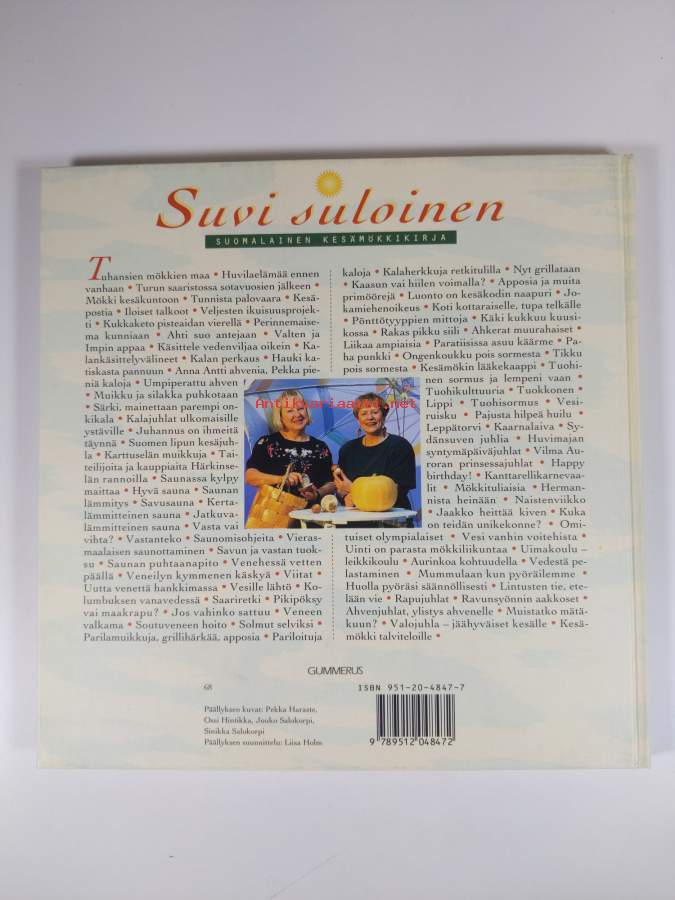 Suvi suloinen
SUOMALAINEN KESÄMÖKKIKIRJA
Tuhansien mökkien maa • Huvilaelämää ennen
vanhaan • Turun saaristossa sotavuosien jälkeen •
Mökki kesäkuntoon • Tunnista palovaara • Kesä-
postia • Iloiset talkoot • Veljesten ikuisuusprojek-
ti • Kukkaketo pisteaidan vierellä • Perinnemaise-
ma kunniaan • Ahti suo antejaan • Valten ja
Impin appaa • Käsittele vedenviljaa oikein • Ka-
lankäsittelyvälineet • Kalan perkaus • Hauki ka-
tiskasta pannuun • Anna Antti ahvenia, Pekka pie-
niä kaloja • Umpiperattu ahven
• Muikku ja silakka puhkotaan
• Särki, mainettaan parempi on-
kikala • Kalajuhlat ulkomaisille
ystäville • Juhannus on ihmeitä
täynnä • Suomen lipun kesäjuh-
la • Karttuselän muikkuja • Tai-
teilijoita ja kauppiaita Härkinse-
län rannoilla • Saunassa kylpy
maittaa • Hyvä sauna • Saunan
lämmitys • Savusauna • Kerta-
lämmitteinen sauna • Jatkuva-
lämmitteinen sauna • Vasta vai
vihta? • Vastanteko • Saunomisohjeita • Vieras-
maalaisen saunottaminen • Savun ja vastan tuok-
su • Saunan puhtaanapito • Venehessä vetten
päällä • Veneilyn kymmenen käskyä • Viitat •
Uutta venettä hankkimassa • Vesille lähtö • Ko-
lumbuksen vanavedessä • Saariretki • Pikipöksy
vai maakrapu? • Jos vahinko sattuu • Veneen
valkama • Soutuveneen hoito • Solmut selviksi •
Parilamuikkuja, grillihärkää, apposia • Pariloituja
kaloja • Kalaherkkuja retkitulilla • Nyt grillataan
• Kaasun vai hiilen voimalla? • Apposia ja muita
primöörejä • Luonto on kesäkodin naapuri • Jo-
kamiehenoikeus • Koti kottaraiselle, tupa telkälle
• Pönttötyyppien mittoja • Käki kukkuu kuusi-
kossa • Rakas pikku siili • Ahkerat muurahaiset •
Liikaa ampiaisia • Paratiisissa asuu käärme • Pa-
ha punkki • Ongenkoukku pois sormesta • Tikku
pois sormesta • Kesämökin lääkekaappi • Tuohi-
nen sormus ja lempeni vaan •
Tuohikulttuuria • Tuokkonen •
Lippi • Tuohisormus • Vesi-
ruisku • Pajusta hilpeä huilu •
Leppätorvi • Kaarnalaiva • Sy-
dänsuven juhlia • Huvimajan
syntymäpäiväjuhlat • Vilma Au-
roran prinsessajuhlat • Happy
birthday! • Kanttarellikarnevaa-
lit • Mökkituliaisia • Herman-
nista heinään • Naistenviikko
• Jaakko heittää kiven • Kuka
on teidän unikekonne? • Omi-
tuiset olympialaiset • Vesi vanhin voitehista •
Uinti on parasta mökkiliikuntaa • Uimakoulu –
leikkikoulu • Aurinkoa kohtuudella • Vedestä pe-
lastaminen • Mummulaan kun pyöräilemme •
Huolla pyöräsi säännöllisesti • Lintusten tie, ete-
lään vie • Rapujuhlat • Ravunsyönnin aakkoset •
Ahvenjuhlat, ylistys ahvenelle • Muistatko mätä-
kuun? • Valojuhla – jäähyväiset kesälle • Kesä-
mökki talviteloille •
Antikvariaatti.net
GUMMERUS
68
Päällyksen kuvat: Pekka Haraste,
Ossi Hintikka, Jouko Salokorpi,
Sinikka Salokorpi
Päällyksen suunnittelu: Liisa Holm
ISBN 951-20-4847-7
9 789512 048472